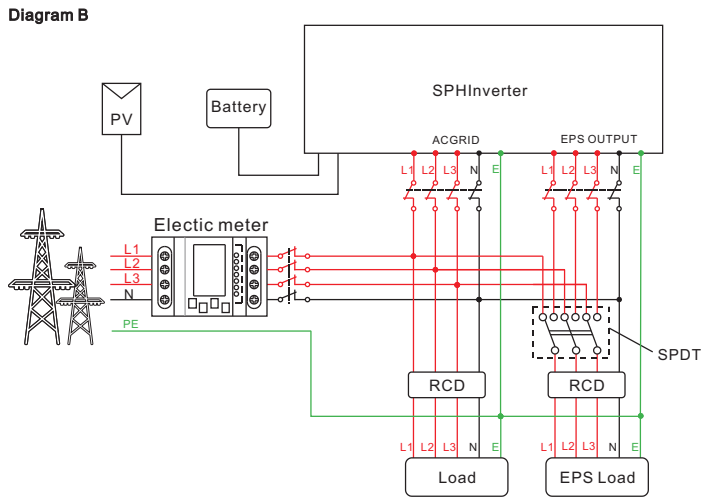 Diagram B
SPHInverter
PV
Battery
ACGRID
EPS OUTPUT
L1 L2 L3 N E
L1 L2 L3 N E
Electic meter
L1
L2
L3
N
PE
SPDT
RCD
RCD
L1 L2 L3 N E
L1 L2 L3 N E
Load
EPS Load